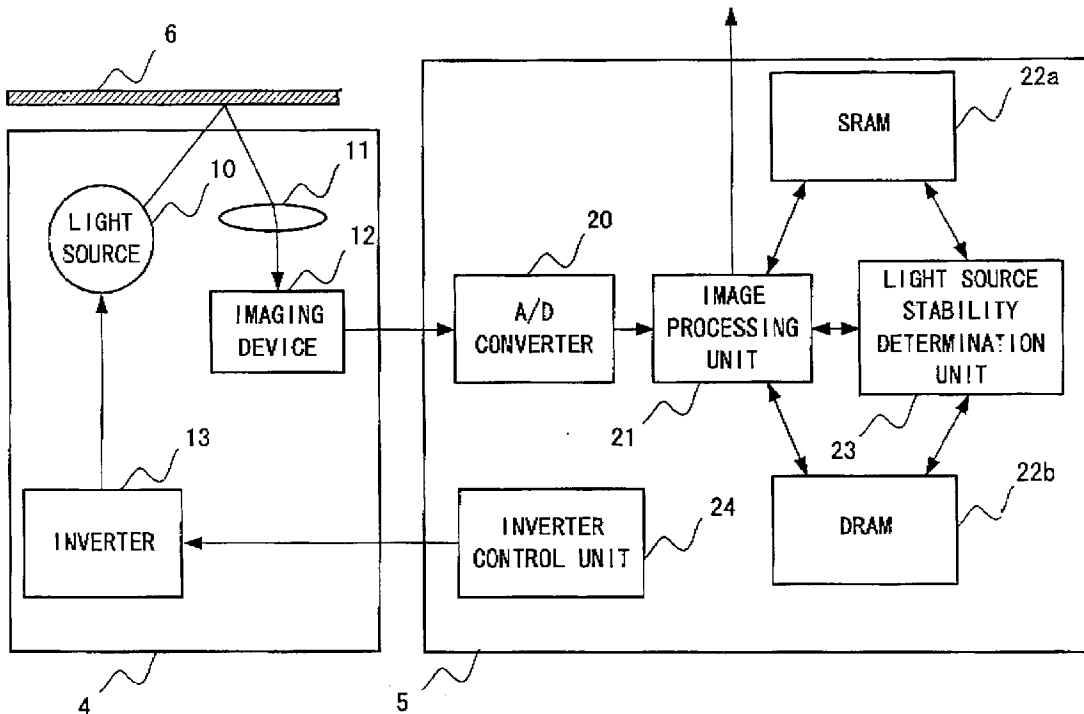 6
22a
SRAM
10
11
LIGHT
SOURCE
12
20
IMAGING
DEVICE
A/D
CONVERTER
IMAGE
PROCESSING
UNIT
LIGHT SOURCE
STABILITY
DETERMINATION
UNIT
21
23
13
22b
INVERTER
INVERTER
CONTROL UNIT
24
DRAM
4
5